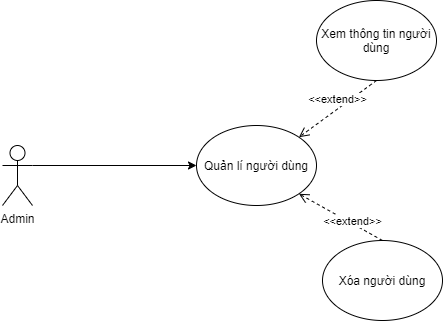 Xem thông tin người
dùng
<<extend>>
Quản lí người dùng
Admin
<<extend>>
Xóa người dùng